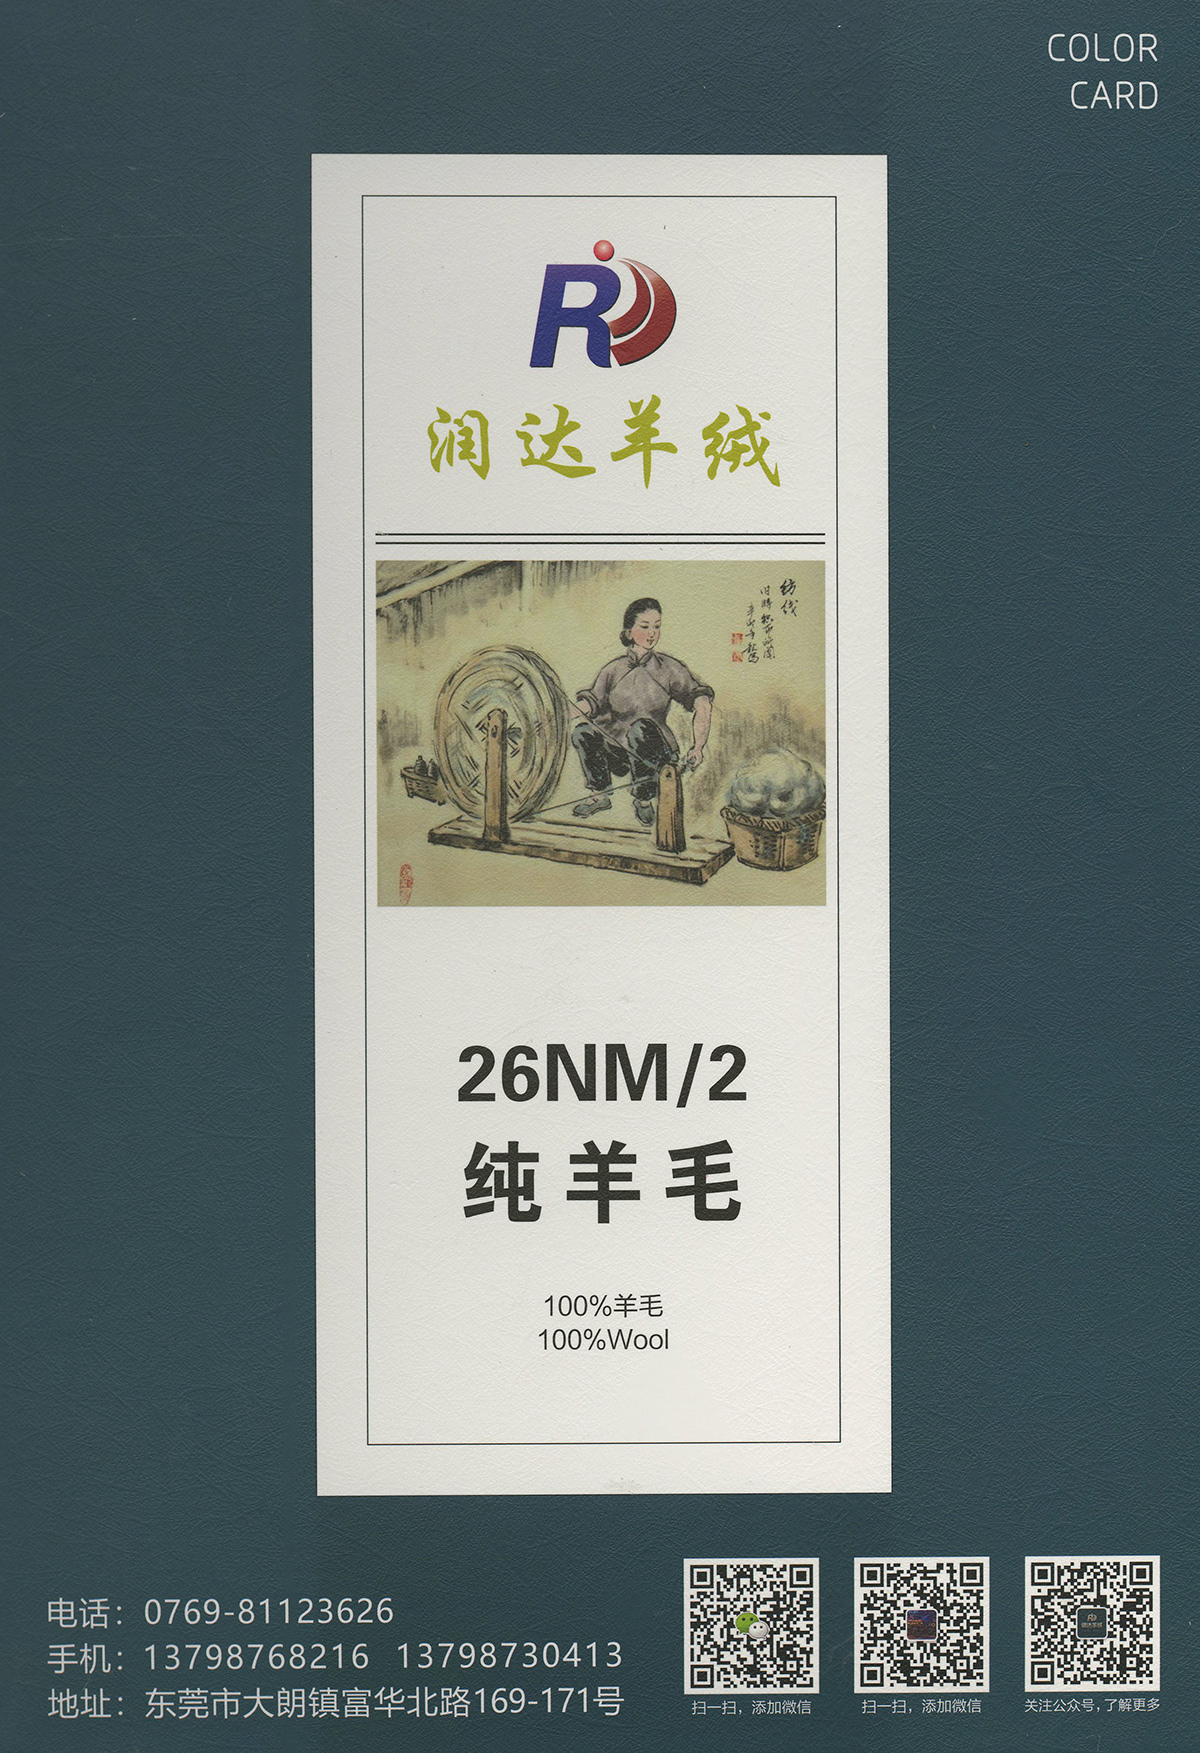 COLOR
CARD
润达羊绒
纺线
26NM/2
纯羊毛
100%羊毛
100%Wool
电话：0769-81123626
手机：13798768216 13798730413
地址：东莞市大朗镇富华北路169-171号
扫一扫，添加微信
扫一扫，添加微信
关注公众号，了解更多